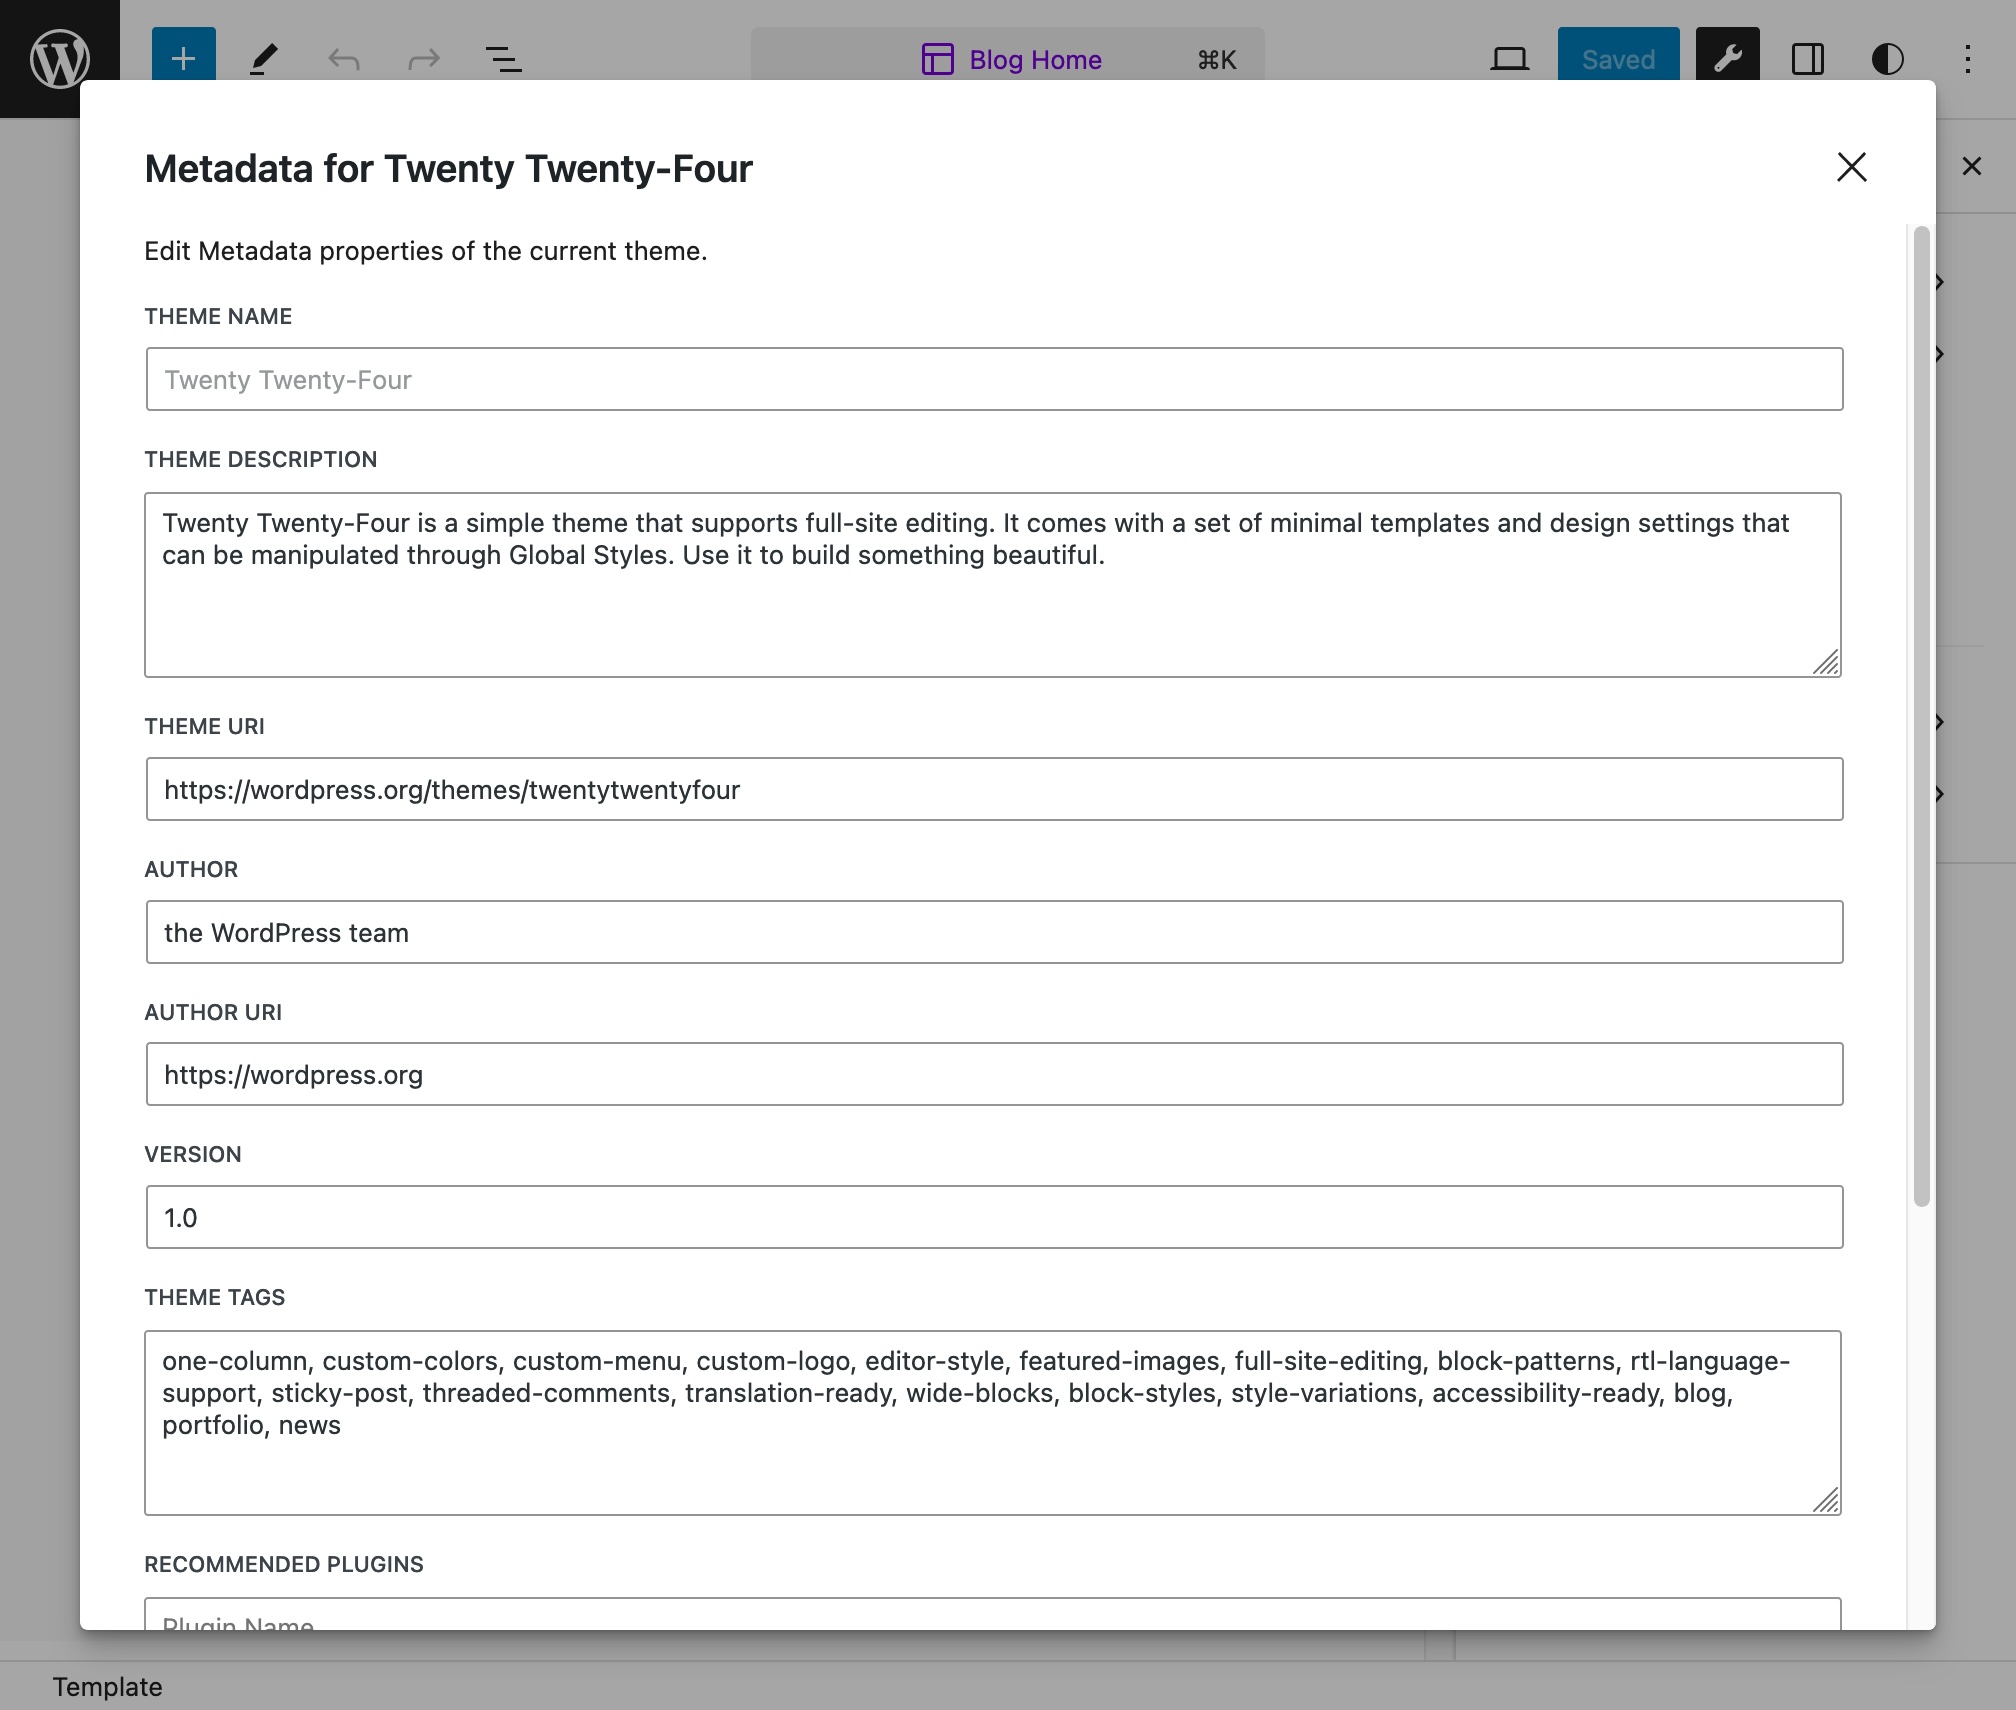 Blog Home
⌘K
Saved
Metadata for Twenty Twenty-Four
Edit Metadata properties of the current theme.
THEME NAME
Twenty Twenty-Four
THEME DESCRIPTION
Twenty Twenty-Four is a simple theme that supports full-site editing. It comes with a set of minimal templates and design settings that
can be manipulated through Global Styles. Use it to build something beautiful.
THEME URI
https://wordpress.org/themes/twentytwentyfour
AUTHOR
the WordPress team
AUTHOR URI
https://wordpress.org
VERSION
1.0
THEME TAGS
one-column, custom-colors, custom-menu, custom-logo, editor-style, featured-images, full-site-editing, block-patterns, rtl-language-
support, sticky-post, threaded-comments, translation-ready, wide-blocks, block-styles, style-variations, accessibility-ready, blog,
portfolio, news
RECOMMENDED PLUGINS
Plugin Name
Template